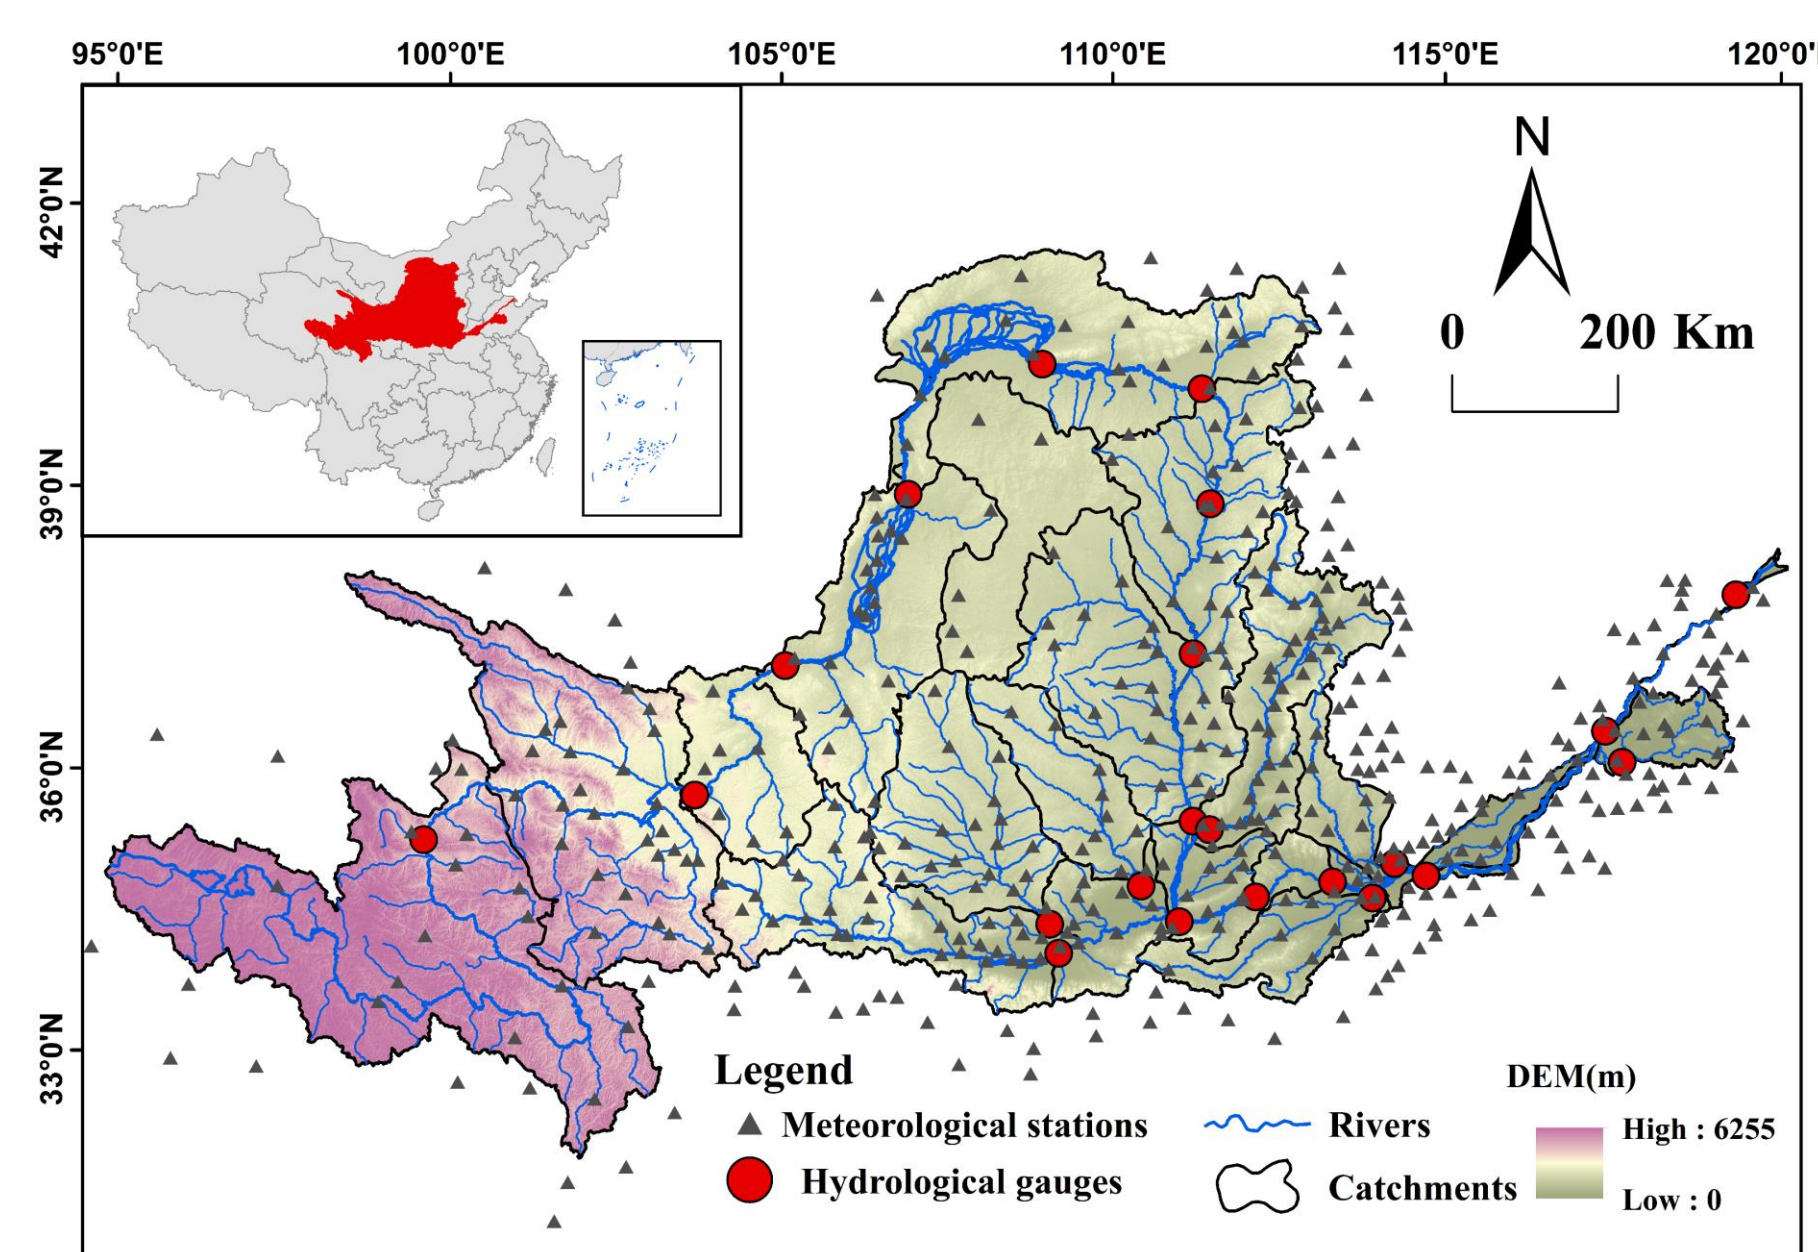 95°0'E 100°0'E 105°0'E 110°0'E 115°0'E 120°0'
42°0'N
39°0'N
36°0'N
33°0'N
N
0 200 Km
Legend
Meteorological stations
Hydrological gauges
Rivers
Catchments
DEM(m)
High : 6255
Low : 0